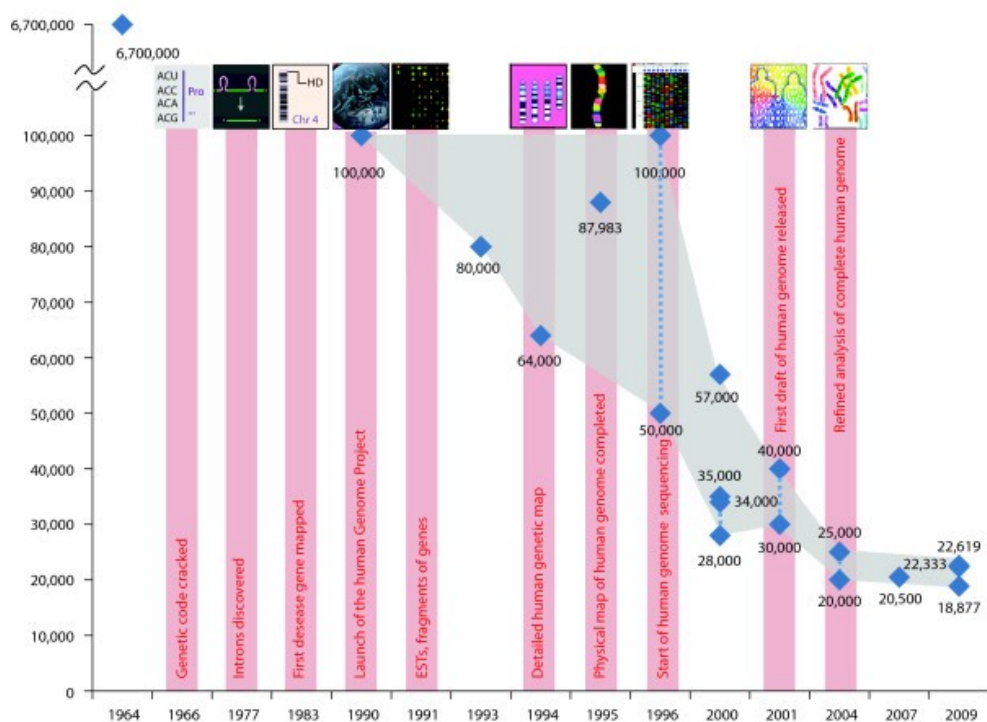 6,700,000
6,700,000
ACU
ACC
ACA
ACG
Pro
...
HD
Chr 4
100,000
100,000
100,000
90,000
87,983
80,000
80,000
70,000
64,000
60,000
57,000
50,000
50,000
40,000
40,000
35,000
34,000
30,000
30,000
28,000
25,000
22,619
22,333
20,000
20,000
20,500
18,877
10,000
0
Genetic code cracked
Introns discovered
First desease gene mapped
Launch of the human Genome Project
ESTs, fragments of genes
Detailed human genetic map
Physical map of human genome completed
Start of human genome sequencing
First draft of human genome released
Refined analysis of complete human genome
1964 1966 1977 1983 1990 1991 1993 1994 1995 1996 2000 2001 2004 2007 2009